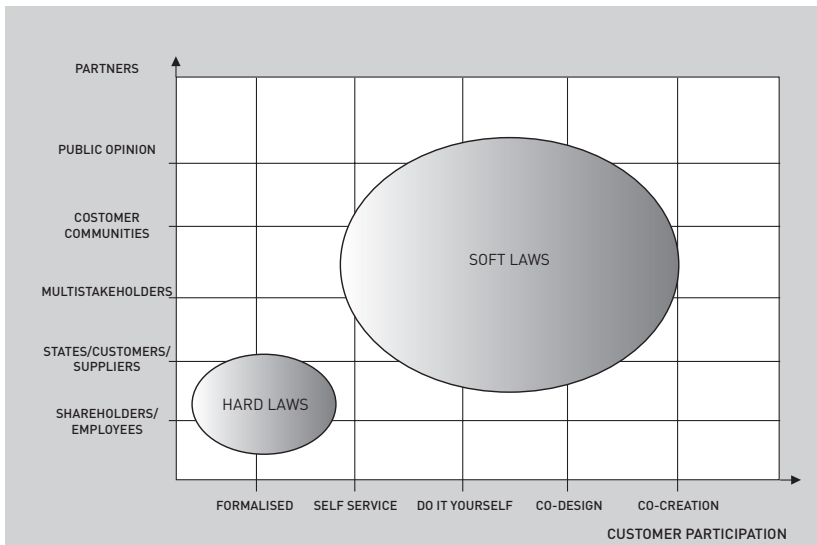 PARTNERS
PUBLIC OPINION
COSTOMER
COMMUNITIES
MULTISTAKEHOLDERS
STATES/CUSTOMERS/
SUPPLIERS
SHAREHOLDERS/
EMPLOYEES
SOFT LAWS
HARD LAWS
FORMALISED
SELF SERVICE
DO IT YOURSELF
CO-DESIGN
CO-CREATION
CUSTOMER PARTICIPATION